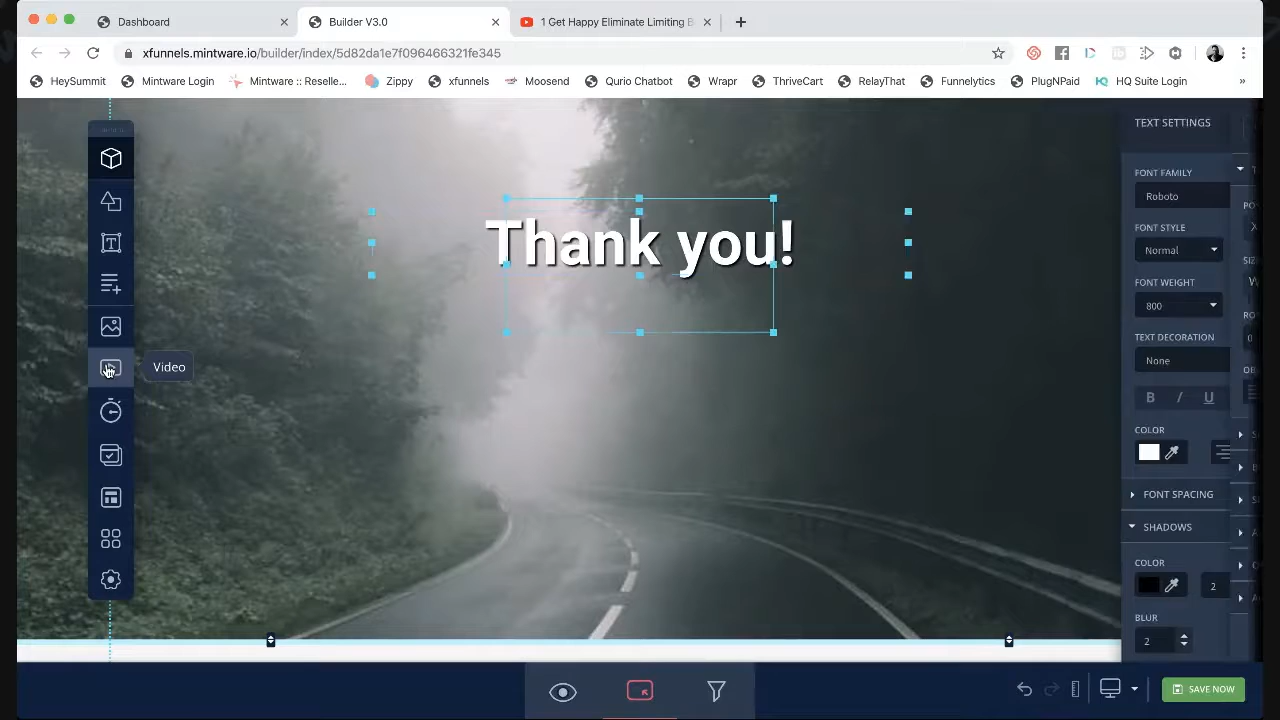 Dashboard
Builder V3.0
1 Get Happy Eliminate Limiting B
xfunnels.mintware.io/builder/index/5d82da1e7f096466321fe345
HeySummit
Mintware Login
Mintware :: Reselle...
Zippy
xfunnels
Moosend
Qurio Chatbot
Wrapr
ThriveCart
RelayThat
Funnelytics
PlugNPaid
HQ Suite Login
»
Thank you!
Video
TEXT SETTINGS
FONT FAMILY
Roboto
FONT STYLE
Normal
FONT WEIGHT
800
TEXT DECORATION
None
B I U
COLOR
FONT SPACING
SHADOWS
COLOR
2
BLUR
2
0
SAVE NOW